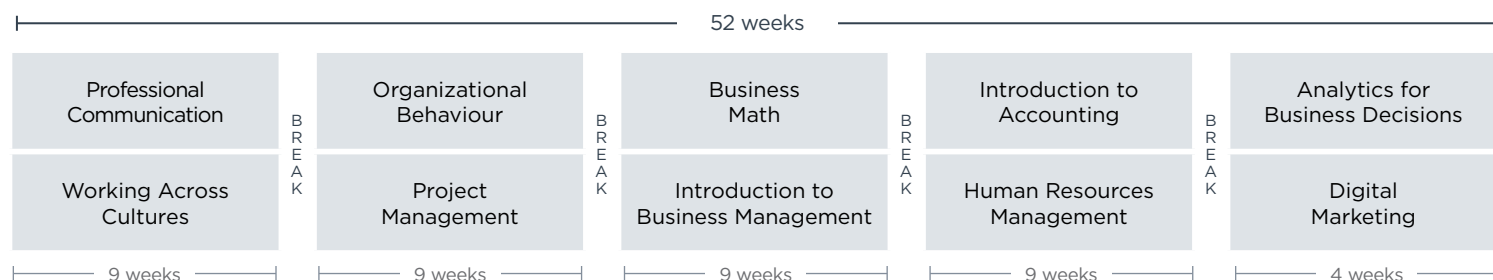 52 weeks
Professional
Communication
Working Across
Cultures
9 weeks
BREAK
Organizational
Behaviour
Project
Management
9 weeks
BREAK
Business
Math
Introduction to
Business Management
9 weeks
BREAK
Introduction to
Accounting
Human Resources
Management
9 weeks
BREAK
Analytics for
Business Decisions
Digital
Marketing
4 weeks